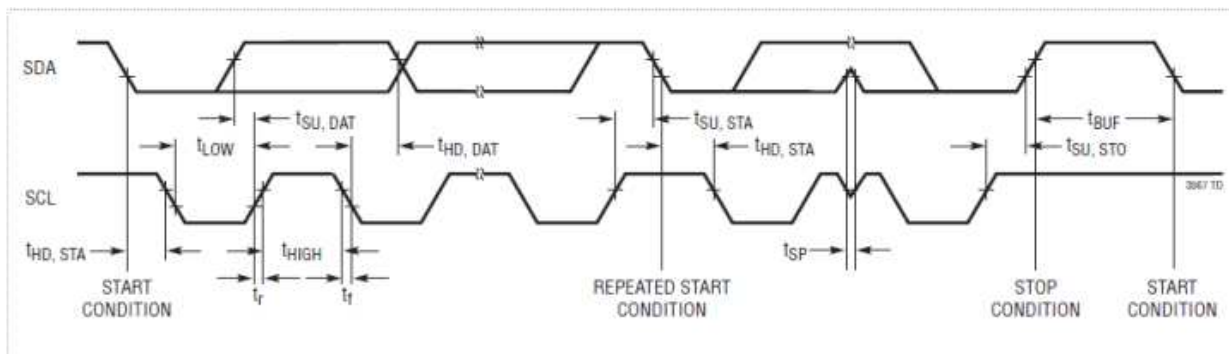 SDA
tSU, DAT
tLOW
tHD, DAT
tSU, STA
tHD, STA
tBUF
tSU, STO
SCL
3967 TD
tHD, STA
tHIGH
tSP
tr
tf
START
CONDITION
REPEATED START
CONDITION
STOP
CONDITION
START
CONDITION